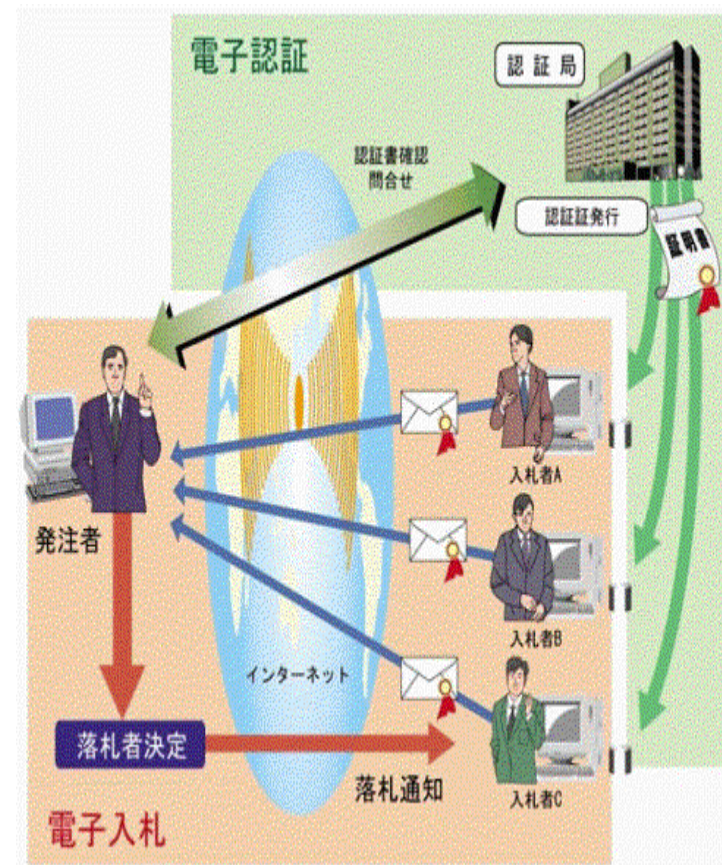 電子認証
認証局
認証書確認
問合せ
認証証発行
証明書
入札者A
発注者
入札者B
インターネット
落札者決定
落札通知
入札者C
電子入札